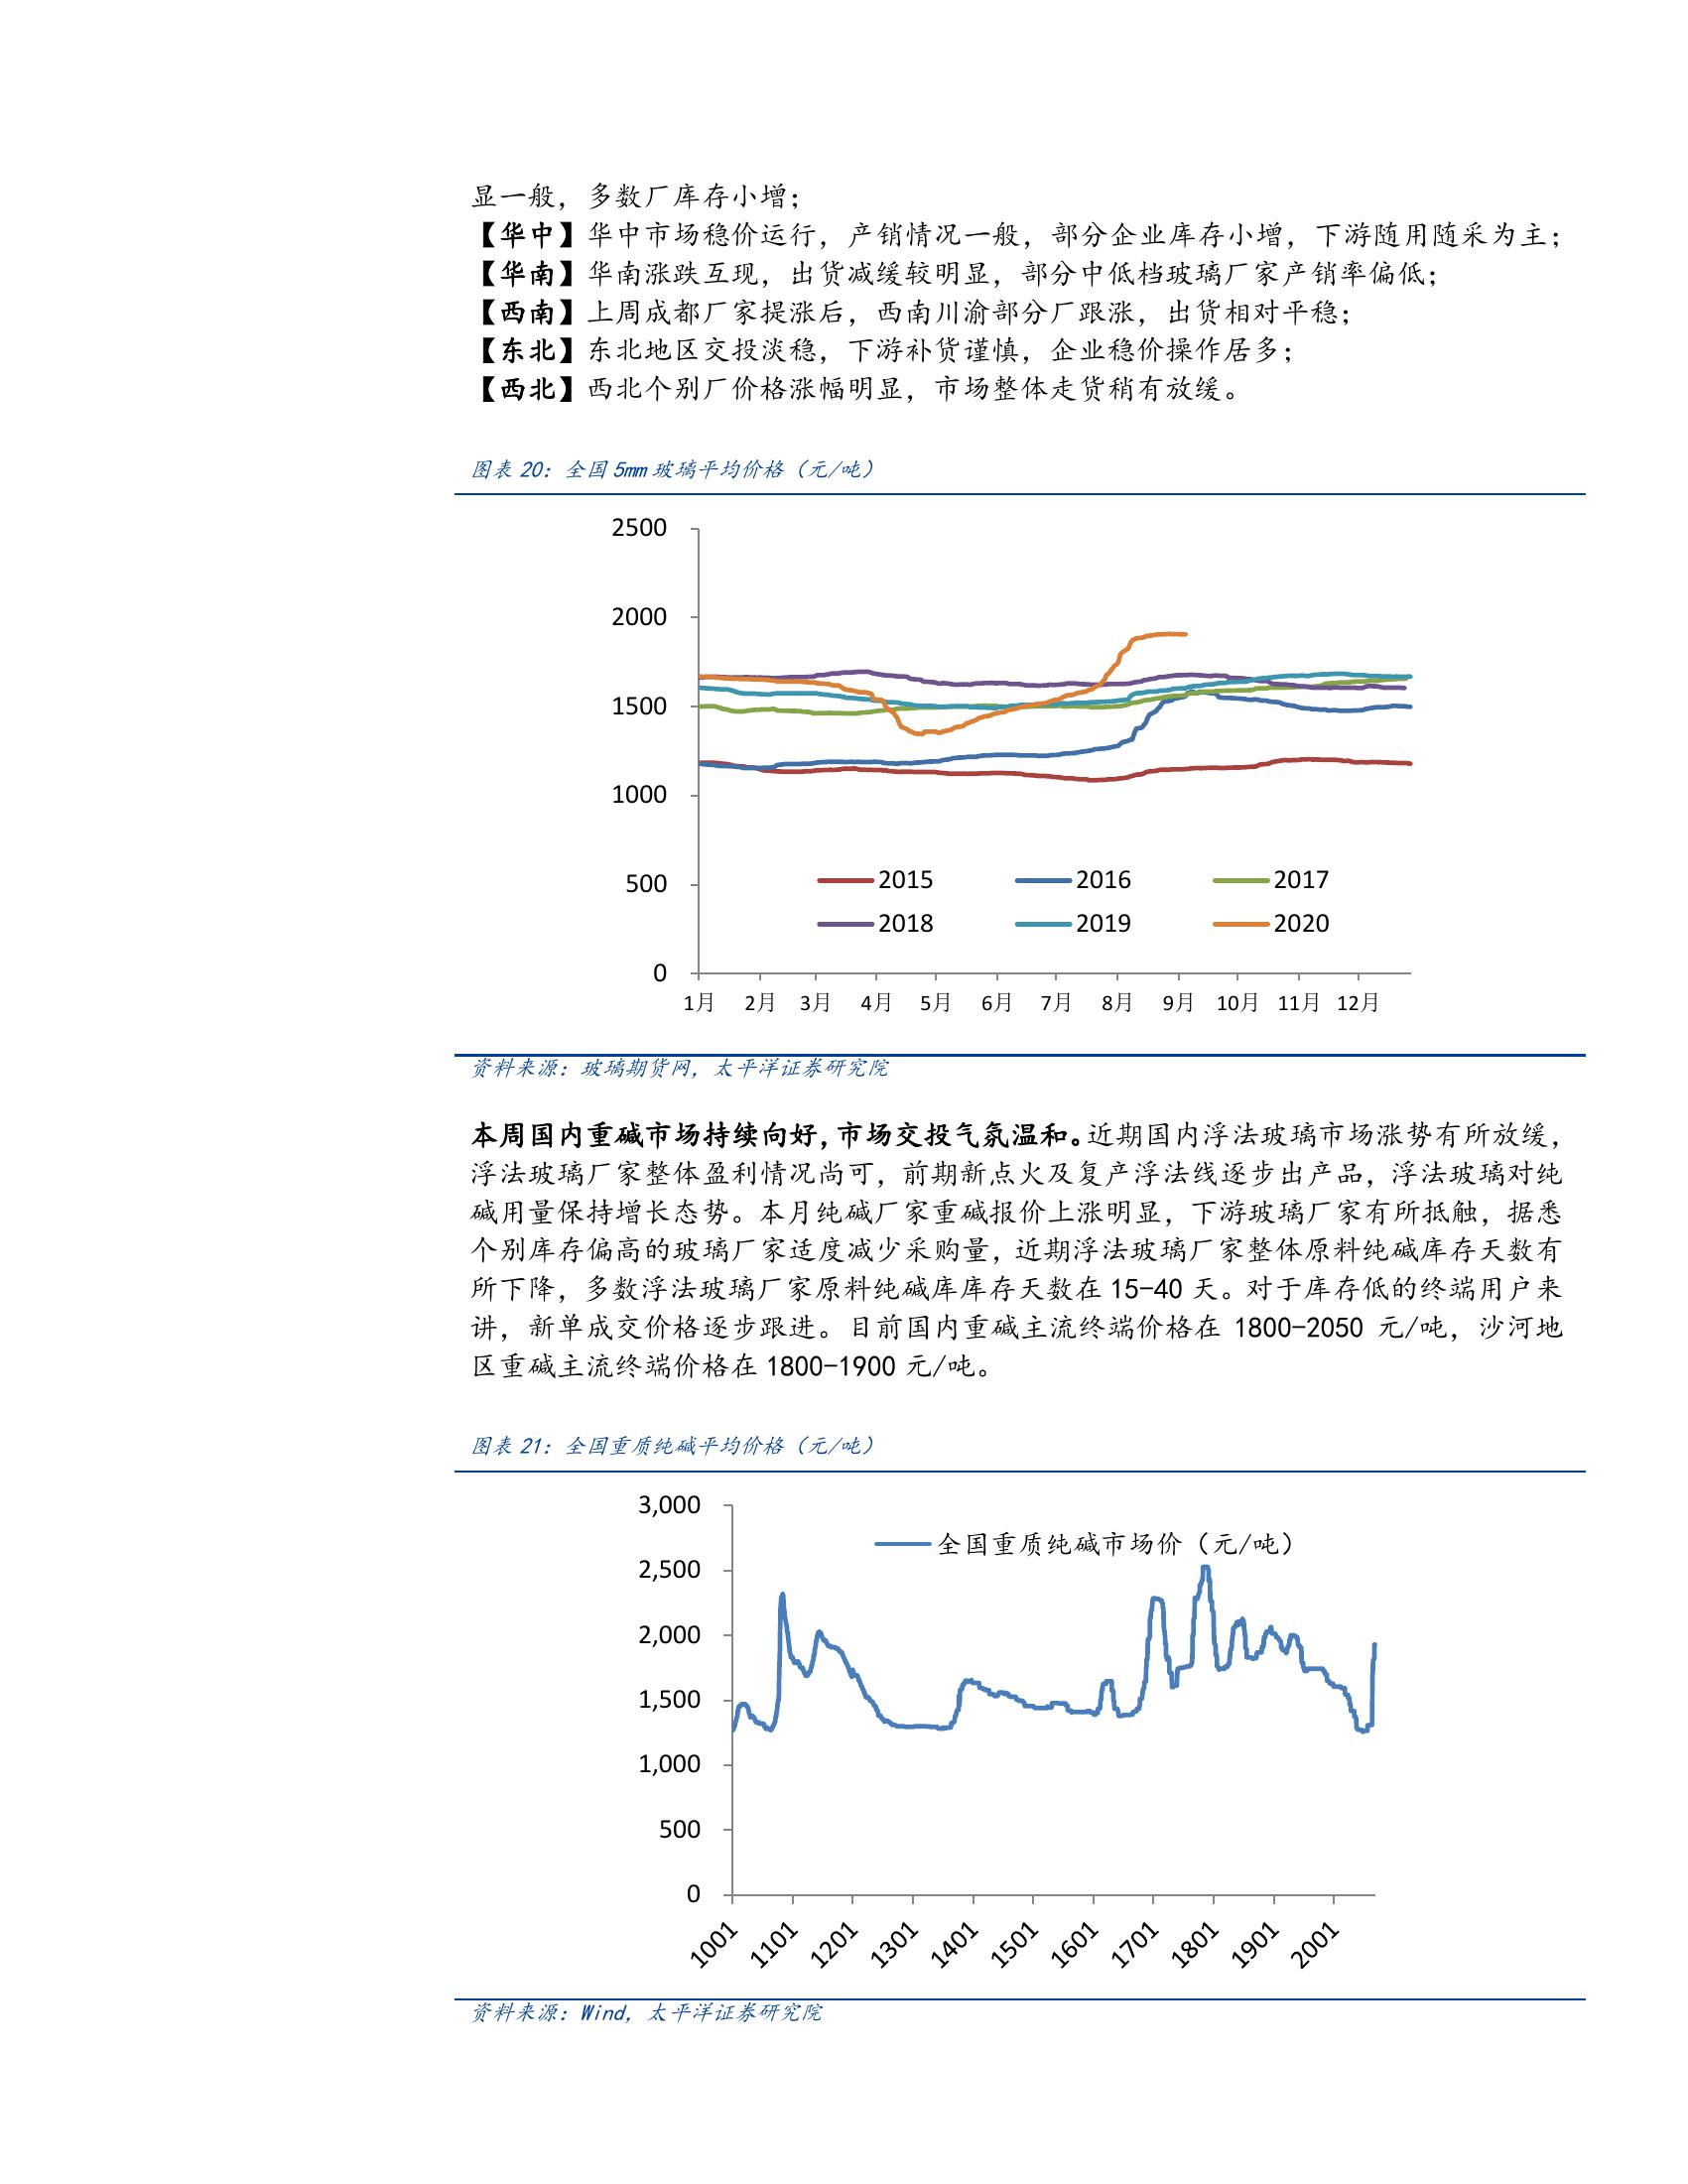 显一般，多数厂库存小增；
【华中】华中市场稳价运行，产销情况一般，部分企业库存小增，下游随用随采为主；
【华南】华南涨跌互现，出货减缓较明显，部分中低档玻璃厂家产销率偏低；
【西南】上周成都厂家提涨后，西南川渝部分厂跟涨，出货相对平稳；
【东北】东北地区交投淡稳，下游补货谨慎，企业稳价操作居多；
【西北】西北个别厂价格涨幅明显，市场整体走货稍有放缓。
图表 20：全国 5mm 玻璃平均价格（元/吨）
2500
2000
1500
1000
500
0
2015 2016 2017
2018 2019 2020
1月 2月 3月 4月 5月 6月 7月 8月 9月 10月 11月 12月
资料来源：玻璃期货网，太平洋证券研究院
本周国内重碱市场持续向好，市场交投气氛温和。近期国内浮法玻璃市场涨势有所放缓，
浮法玻璃厂家整体盈利情况尚可，前期新点火及复产浮法线逐步出产品，浮法玻璃对纯
碱用量保持增长态势。本月纯碱厂家重碱报价上涨明显，下游玻璃厂家有所抵触，据悉
个别库存偏高的玻璃厂家适度减少采购量，近期浮法玻璃厂家整体原料纯碱库存天数有
所下降，多数浮法玻璃厂家原料纯碱库库存天数在 15-40 天。对于库存低的终端用户来
讲，新单成交价格逐步跟进。目前国内重碱主流终端价格在 1800-2050 元/吨，沙河地
区重碱主流终端价格在 1800-1900 元/吨。
图表 21：全国重质纯碱平均价格（元/吨）
3,000
全国重质纯碱市场价（元/吨）
2,500
2,000
1,500
1,000
500
0
1001 1101 1201 1301 1401 1501 1601 1701 1801 1901 2001
资料来源：Wind，太平洋证券研究院